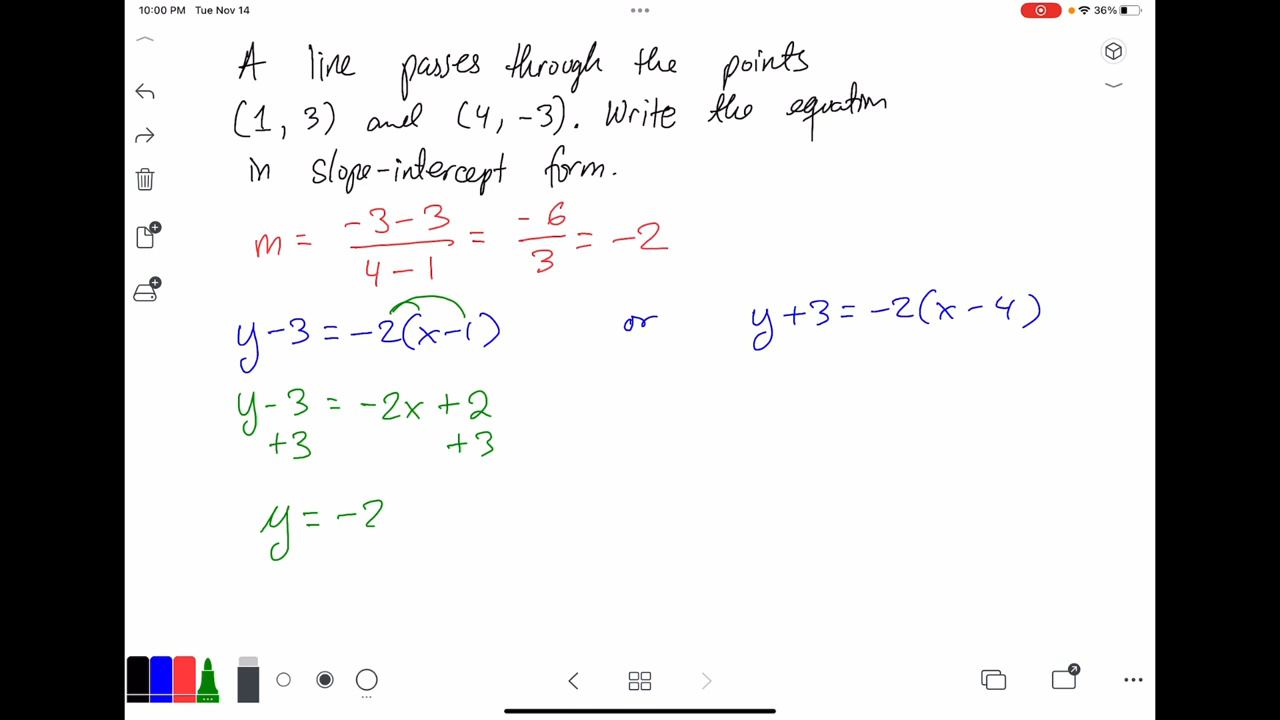 10:00 PM Tue Nov 14
36%
A line passes through the points
(1, 3) and (4, -3). Write the equation
in slope-intercept form.
m = \frac{-3-3}{4-1} = \frac{-6}{3} = -2
y-3 = -2(x-1) or y+3 = -2(x-4)
y-3 = -2x +2
+3 +3
y = -2